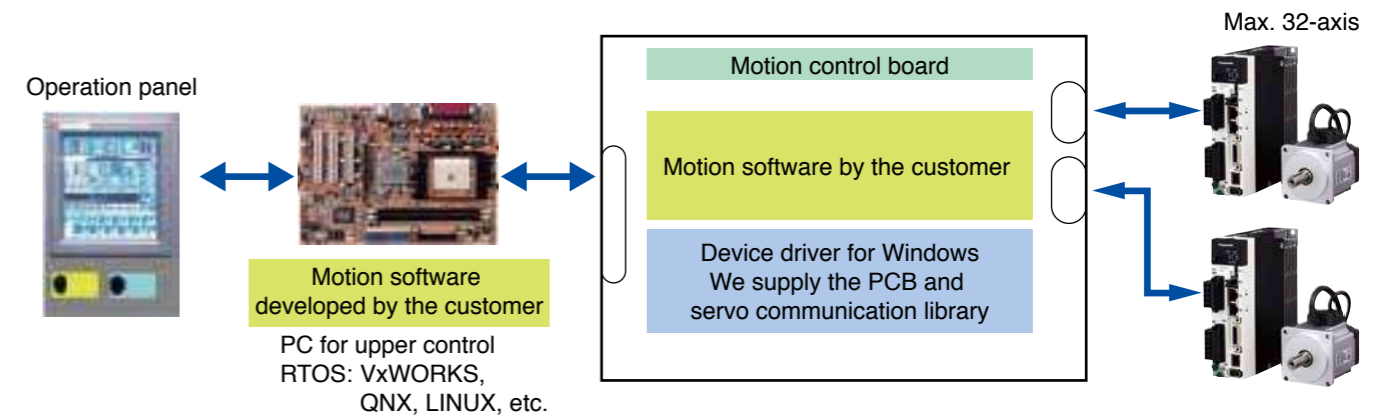 Max. 32-axis
Operation panel
Motion software
developed by the customer
PC for upper control
RTOS: VxWORKS,
QNX, LINUX, etc.
Motion control board
Motion software by the customer
Device driver for Windows
We supply the PCB and
servo communication library